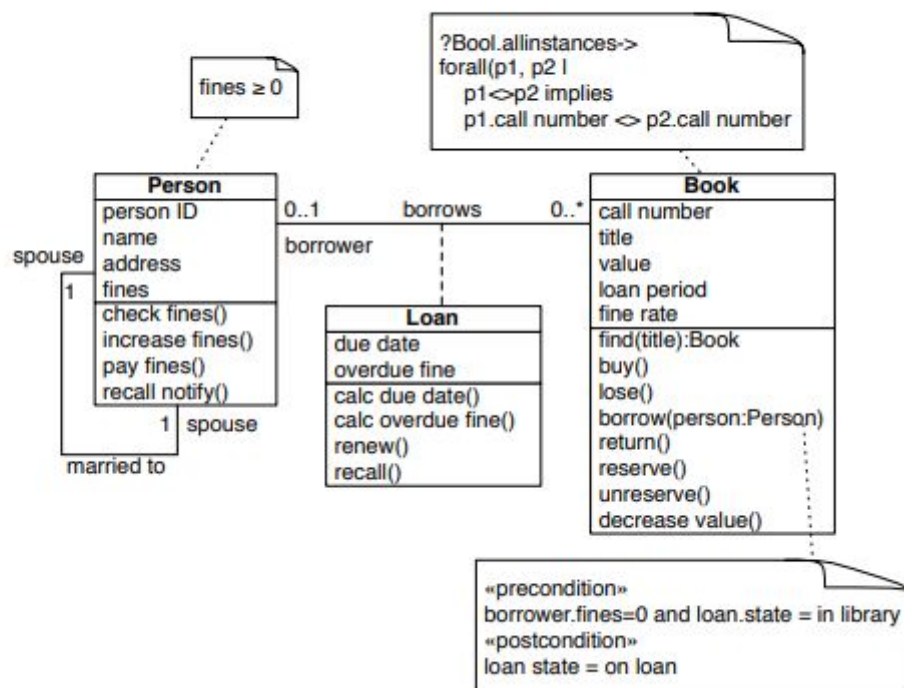 ?Bool.allinstances->
forall(p1, p2 |
p1<>p2 implies
p1.call number <> p2.call number
fines ≥ 0
Person
person ID
name
address
fines
check fines()
increase fines()
pay fines()
recall notify()
spouse
1
1
spouse
married to
0..1
borrows
0..*
borrower
Loan
due date
overdue fine
calc due date()
calc overdue fine()
renew()
recall()
Book
call number
title
value
loan period
fine rate
find(title):Book
buy()
lose()
borrow(person:Person)
return()
reserve()
unreserve()
decrease value()
«precondition»
borrower.fines=0 and loan.state = in library
«postcondition»
loan state = on loan